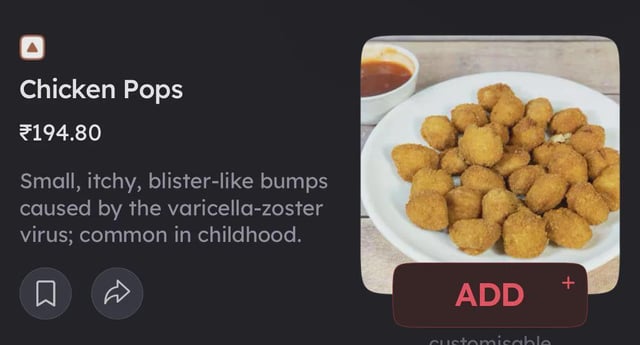 Chicken Pops
₹194.80
Small, itchy, blister-like bumps
caused by the varicella-zoster
virus; common in childhood.
ADD +
customisable